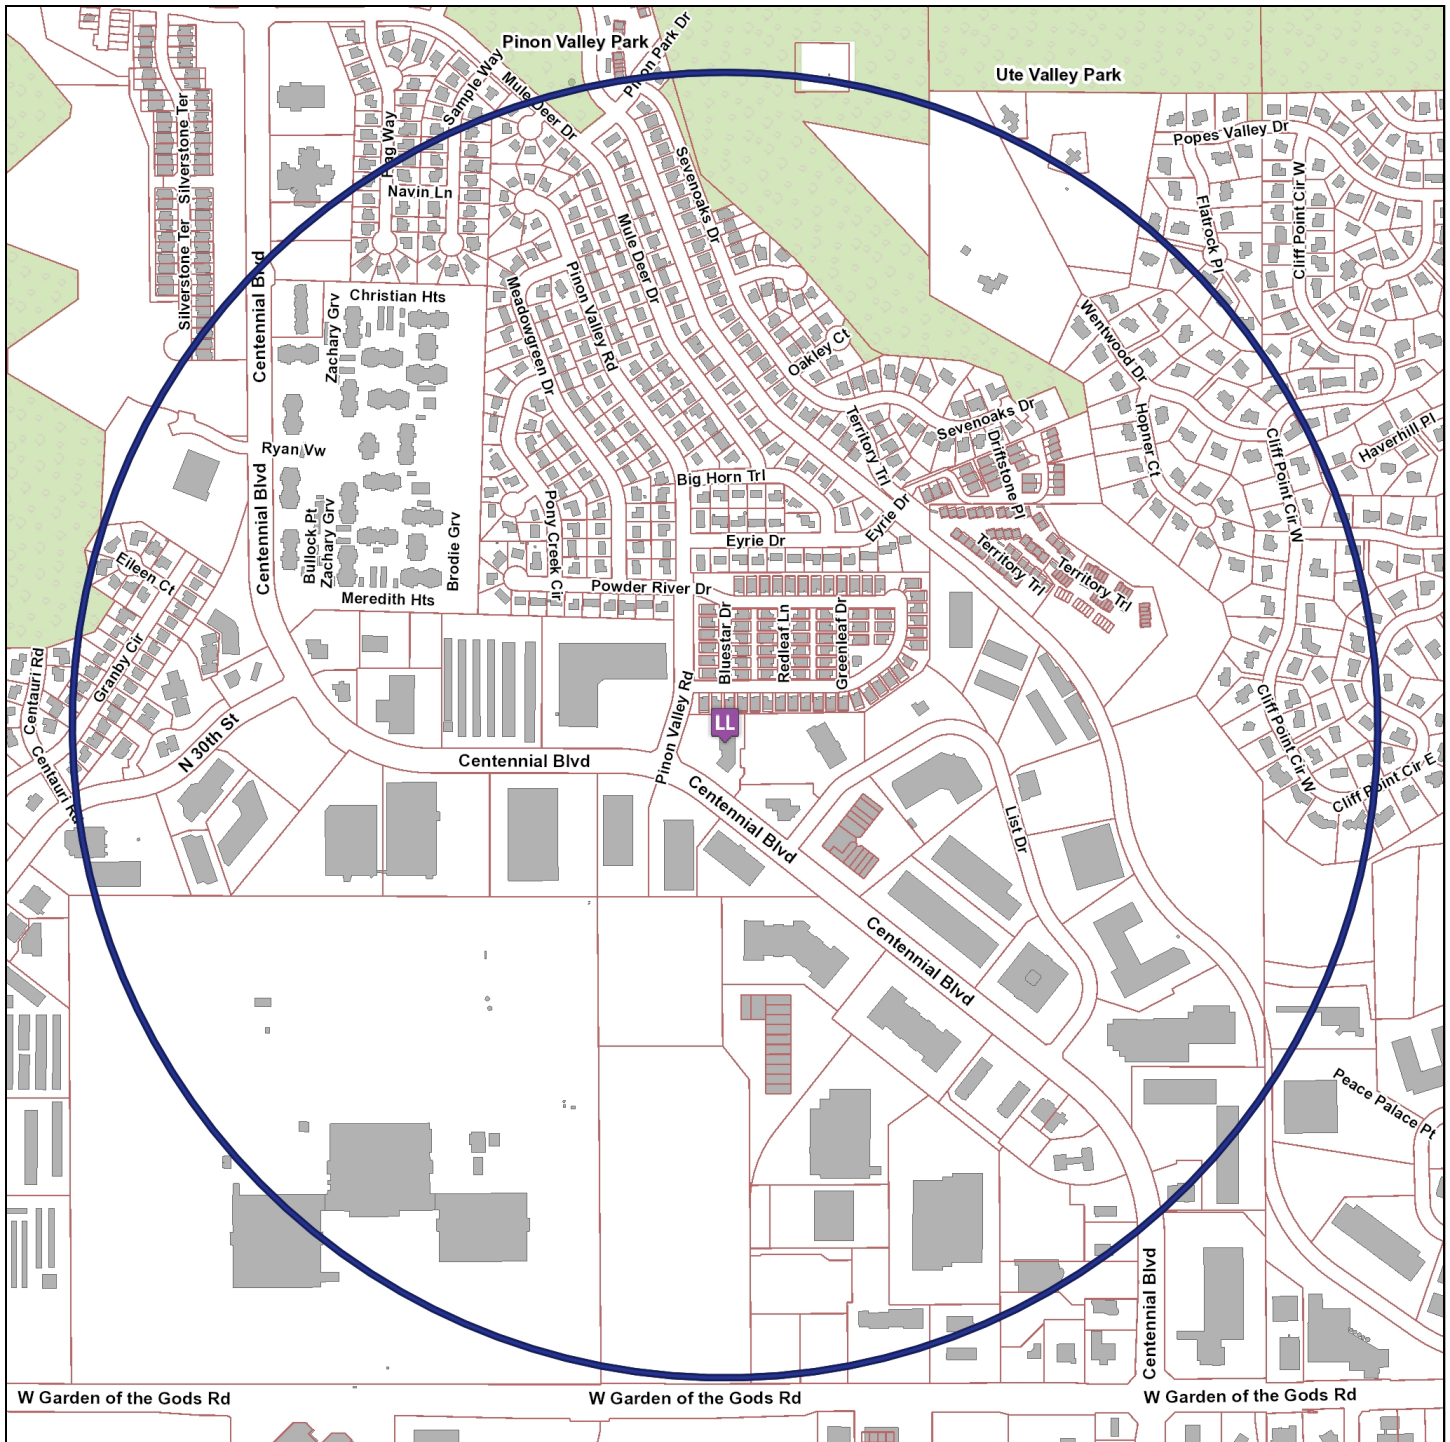 Pinon Valley Park
Pinon Park Dr
Ute Valley Park
Sample Way
Mule Deer Dr
Silverstone Ter
Popes Valley Dr
Navin Ln
Sevenoaks Dr
Cliff Point Cir W
Flatrock Pl
Silverstone Ter
Mule Deer Dr
Centennial Blvd
Christian Hts
Zachary Grv
Meadowgreen Dr
Pinon Valley Rd
Oakley Ct
Wentwood Dr
Sevenoaks Dr
Territory Trl
Driftstone Pl
Hopner Ct
Haverhill Pl
Cliff Point Cir W
Ryan Vw
Big Horn Trl
Centennial Blvd
Bullock Pt
Zachary Grv
Brodie Grv
Pony Creek Cir
Eyrie Dr
Eyrie Dr
Territory Trl
Territory Trl
Eileen Ct
Meredith Hts
Powder River Dr
Bluestar Dr
Redleaf Ln
Greenleaf Dr
Granby Cir
Centauri Rd
Centauri Rd
N 30th St
Pinon Valley Rd
LL
Cliff Point Cir W
Cliff Point Cir E
Centennial Blvd
Centennial Blvd
List Dr
Centennial Blvd
Peace Palace Pt
Centennial Blvd
W Garden of the Gods Rd
W Garden of the Gods Rd
W Garden of the Gods Rd